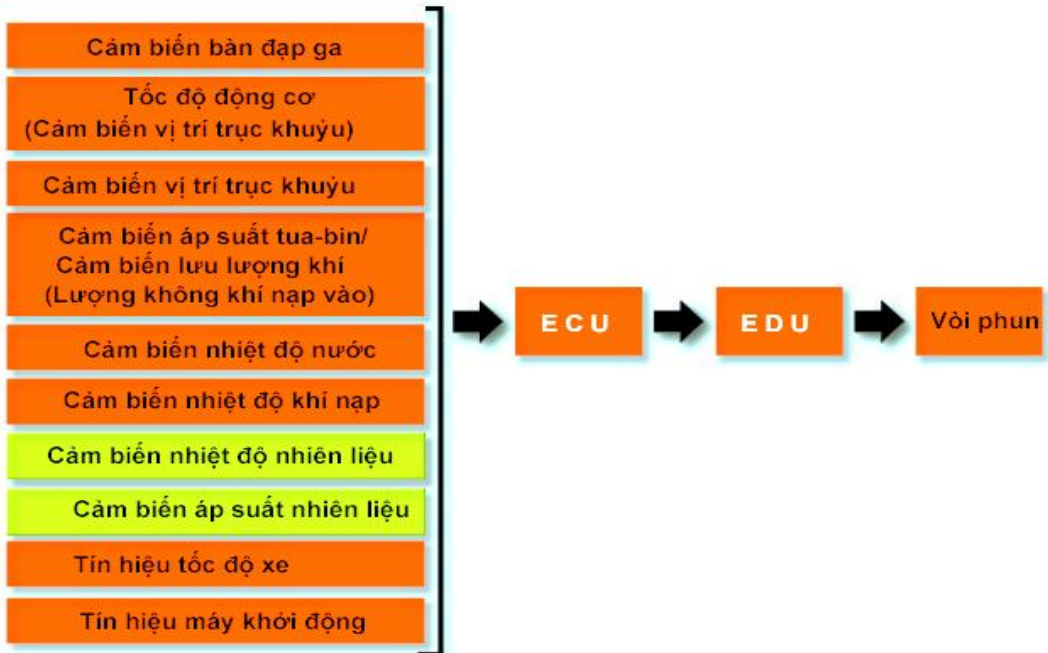 Cảm biến bàn đạp ga
Tốc độ động cơ
(Cảm biến vị trí trục khuỷu)
Cảm biến vị trí trục khuỷu
Cảm biến áp suất tua-bin/
Cảm biến lưu lượng khí
(Lượng không khí nạp vào)
Cảm biến nhiệt độ nước
Cảm biến nhiệt độ khí nạp
Cảm biến nhiệt độ nhiên liệu
Cảm biến áp suất nhiên liệu
Tín hiệu tốc độ xe
Tín hiệu máy khởi động
ECU
EDU
Vòi phun